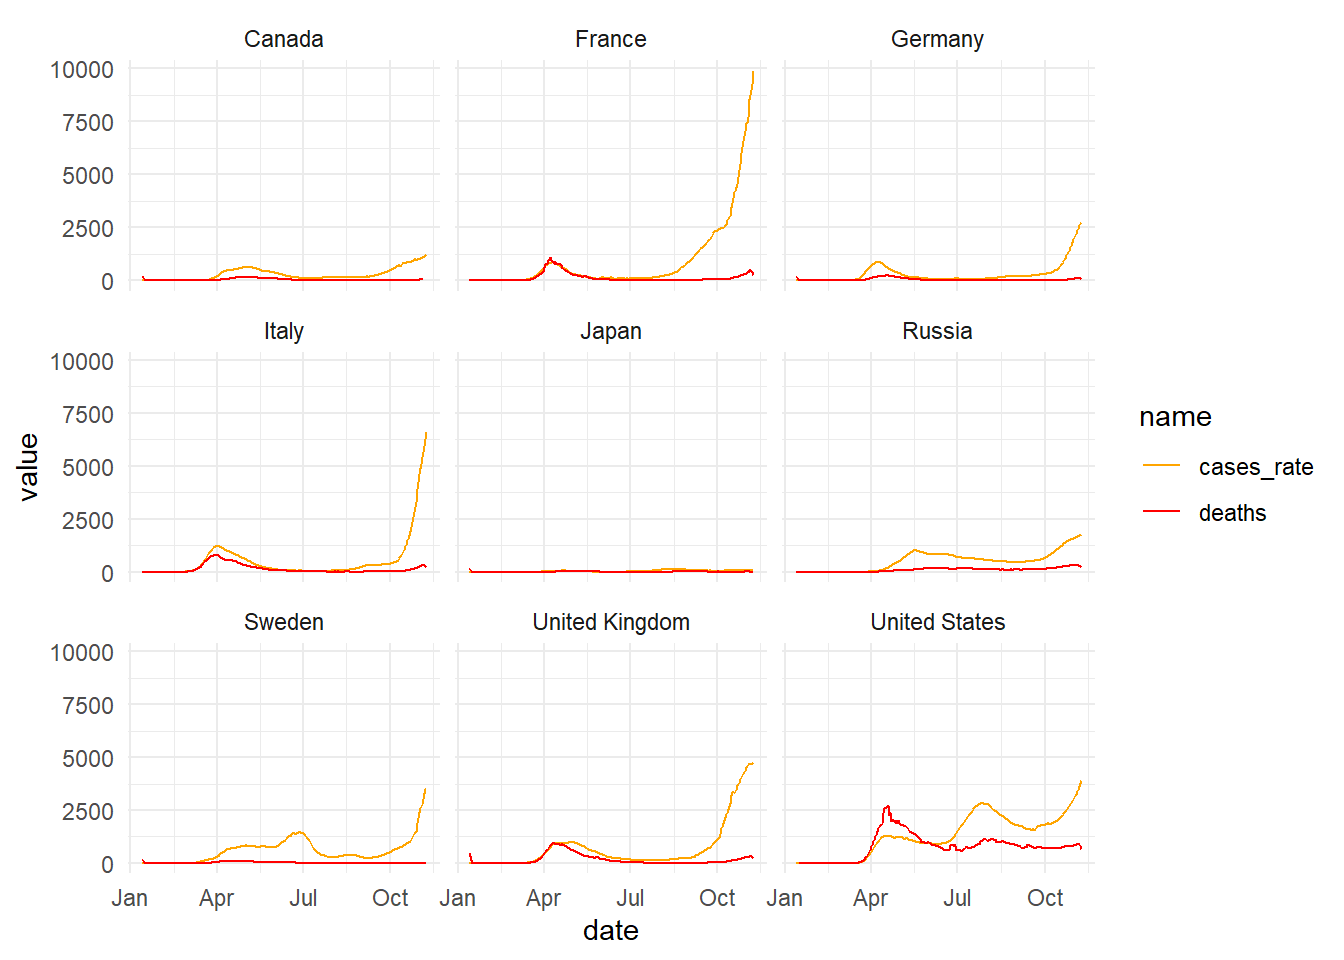 Canada France Germany
10000
7500
5000
2500
0
Italy Japan Russia
10000
7500
5000
2500
0
Sweden United Kingdom United States
10000
7500
5000
2500
0
Jan Apr Jul Oct Jan Apr Jul Oct Jan Apr Jul Oct
date
value
name
cases_rate
deaths